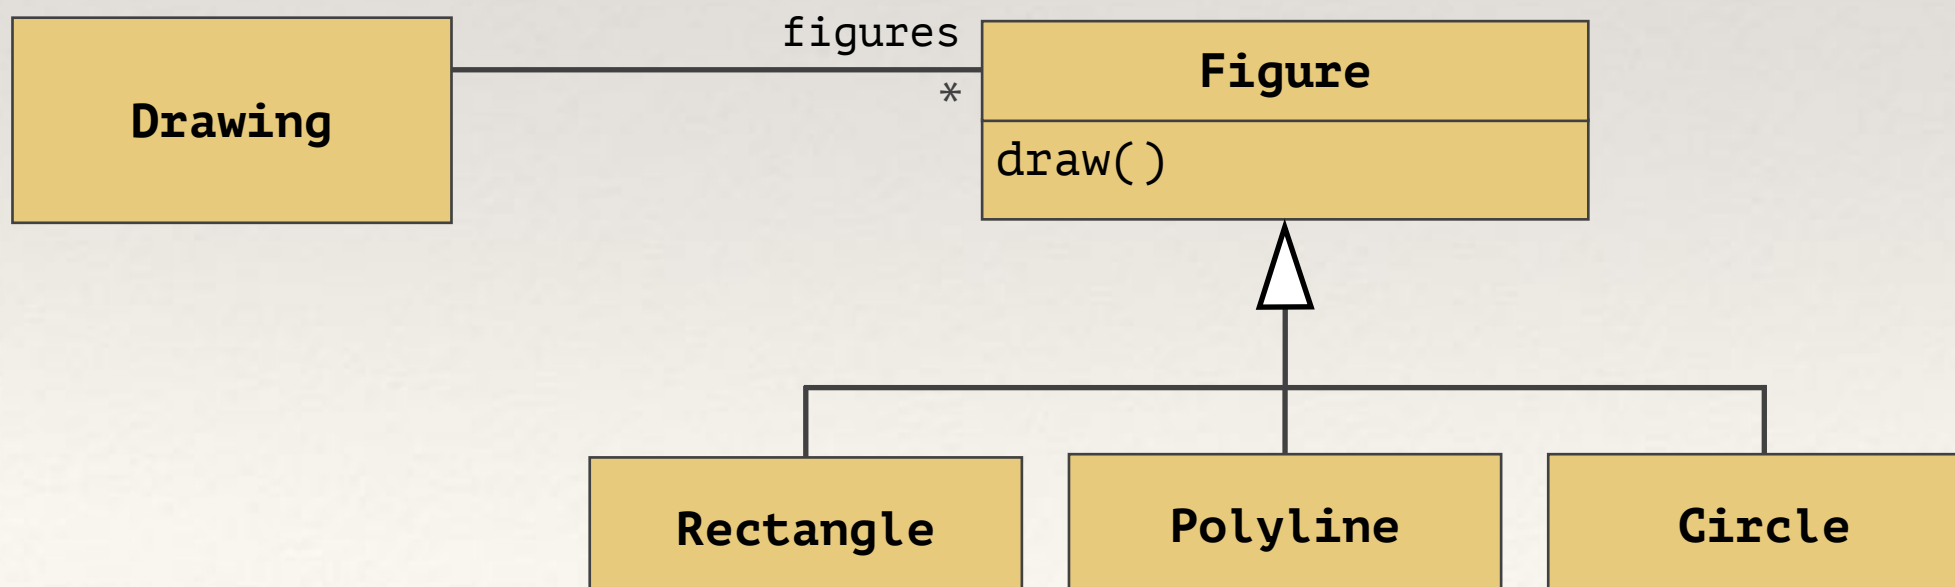 figures
Drawing
Figure
*
draw()
Rectangle
Polyline
Circle